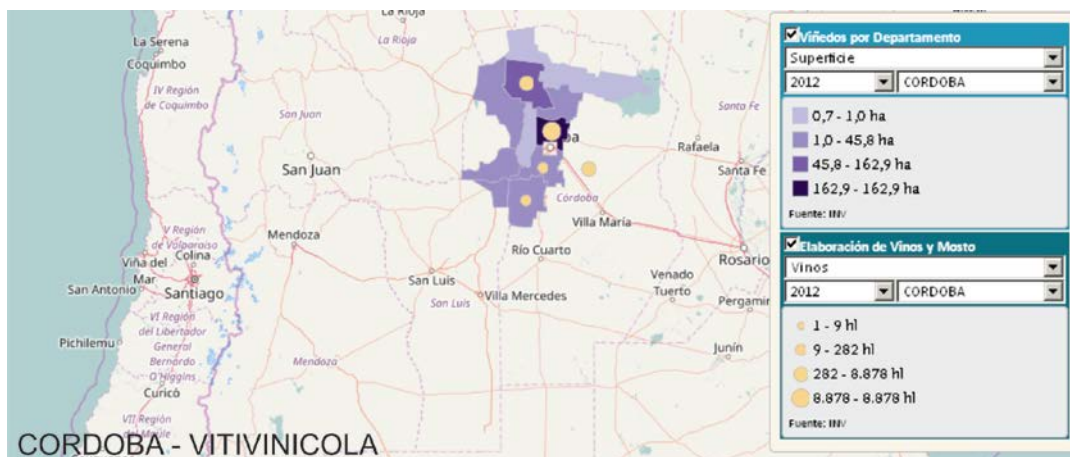 La Rioja
La Serena
Coquimbo
La Rioja
IV Región
de Coquimbo
San Juan
San Juan
Santa Fe
Rafaela
Santa Fe
Córdoba
Villa María
V Región
de Valparaíso
Mendoza
Río Cuarto
Rosario
Viña del
Mar
Colina
San Antonio
Santiago
San Luis
San Luis
Villa Mercedes
Venado
Tuerto
VI Región
del Libertador
General
Bernardo
O'Higgins
Pichilemu
Junín
Mendoza
Curicó
VII Región
del Maule
CORDOBA - VITIVINICOLA
Viñedos por Departamento
Superficie
2012 CORDOBA
0,7 - 1,0 ha
1,0 - 45,8 ha
45,8 - 162,9 ha
162,9 - 162,9 ha
Fuente: INV
Elaboración de Vinos y Mosto
Vinos
2012 CORDOBA
1 - 9 hl
9 - 282 hl
282 - 8.878 hl
8.878 - 8.878 hl
Fuente: INV